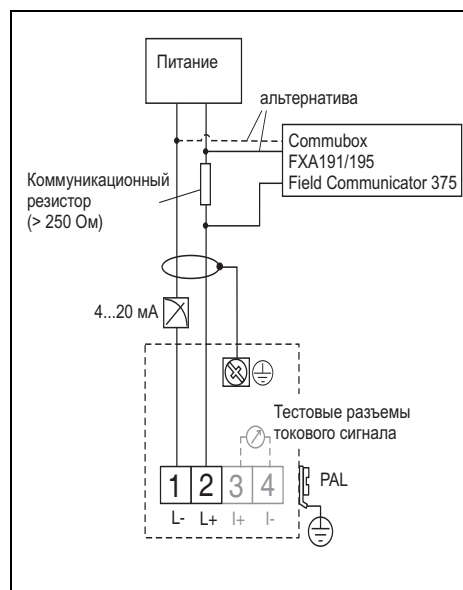 Питание
альтернатива
Commubox
FXA191/195
Field Communicator 375
Коммуникационный
резистор
(> 250 Ом)
4...20 мА
Тестовые разъемы
токового сигнала
1 2 3 4
PAL
L- L+ I+ I-